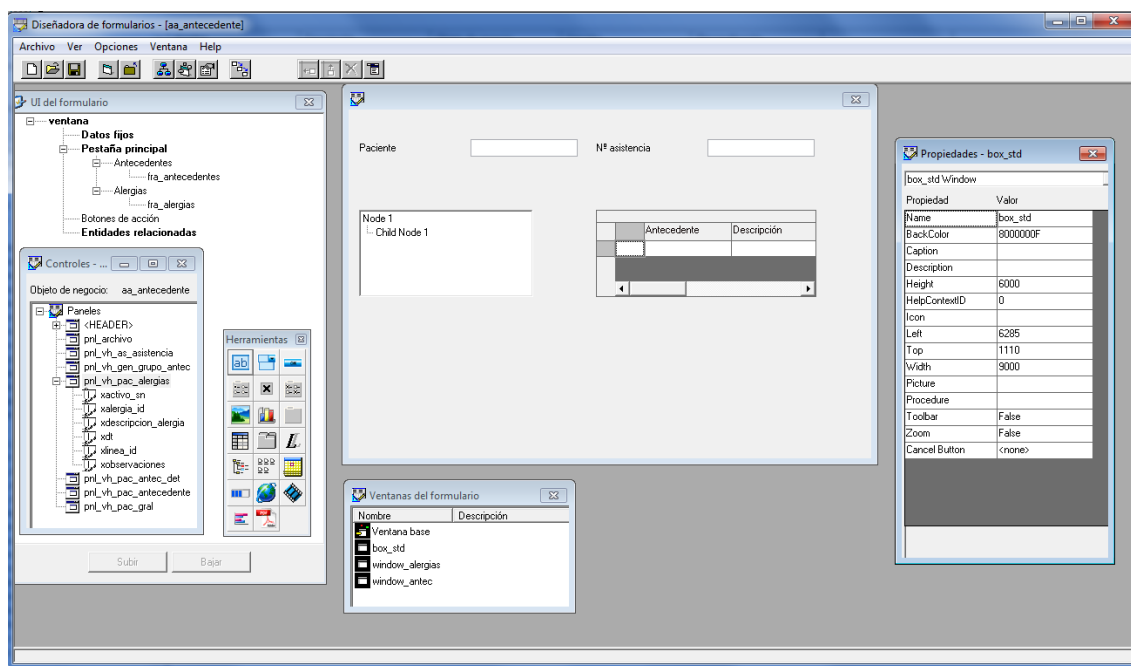 Diseñadora de formularios - [aa_antecedente]
Archivo Ver Opciones Ventana Help
UI del formulario
ventana
Datos fijos
Pestaña principal
Antecedentes
fra_antecedentes
Alergias
fra_alergias
Botones de acción
Entidades relacionadas
Controles - ...
Objeto de negocio: aa_antecedente
Paneles
<HEADER>
pnl_archivo
pnl_vh_as_asistencia
pnl_vh_gen_grupo_antec
pnl_vh_pac_alergias
xactivo_sn
xalergia_id
xdescripcion_alergia
xdt
xlinea_id
xobservaciones
pnl_vh_pac_antec_det
pnl_vh_pac_antecedente
pnl_vh_pac_gral
Subir Bajar
Herramientas
ab
L
Paciente Nº asistencia
Node 1
Child Node 1
Antecedente Descripción
Ventanas del formulario
Nombre Descripción
Ventana base
box_std
window_alergias
window_antec
Propiedades - box_std
box_std Window
Propiedad Valor
Name box_std
BackColor 8000000F
Caption
Description
Height 6000
HelpContextID 0
Icon
Left 6285
Top 1110
Width 9000
Picture
Procedure
Toolbar False
Zoom False
Cancel Button <none>